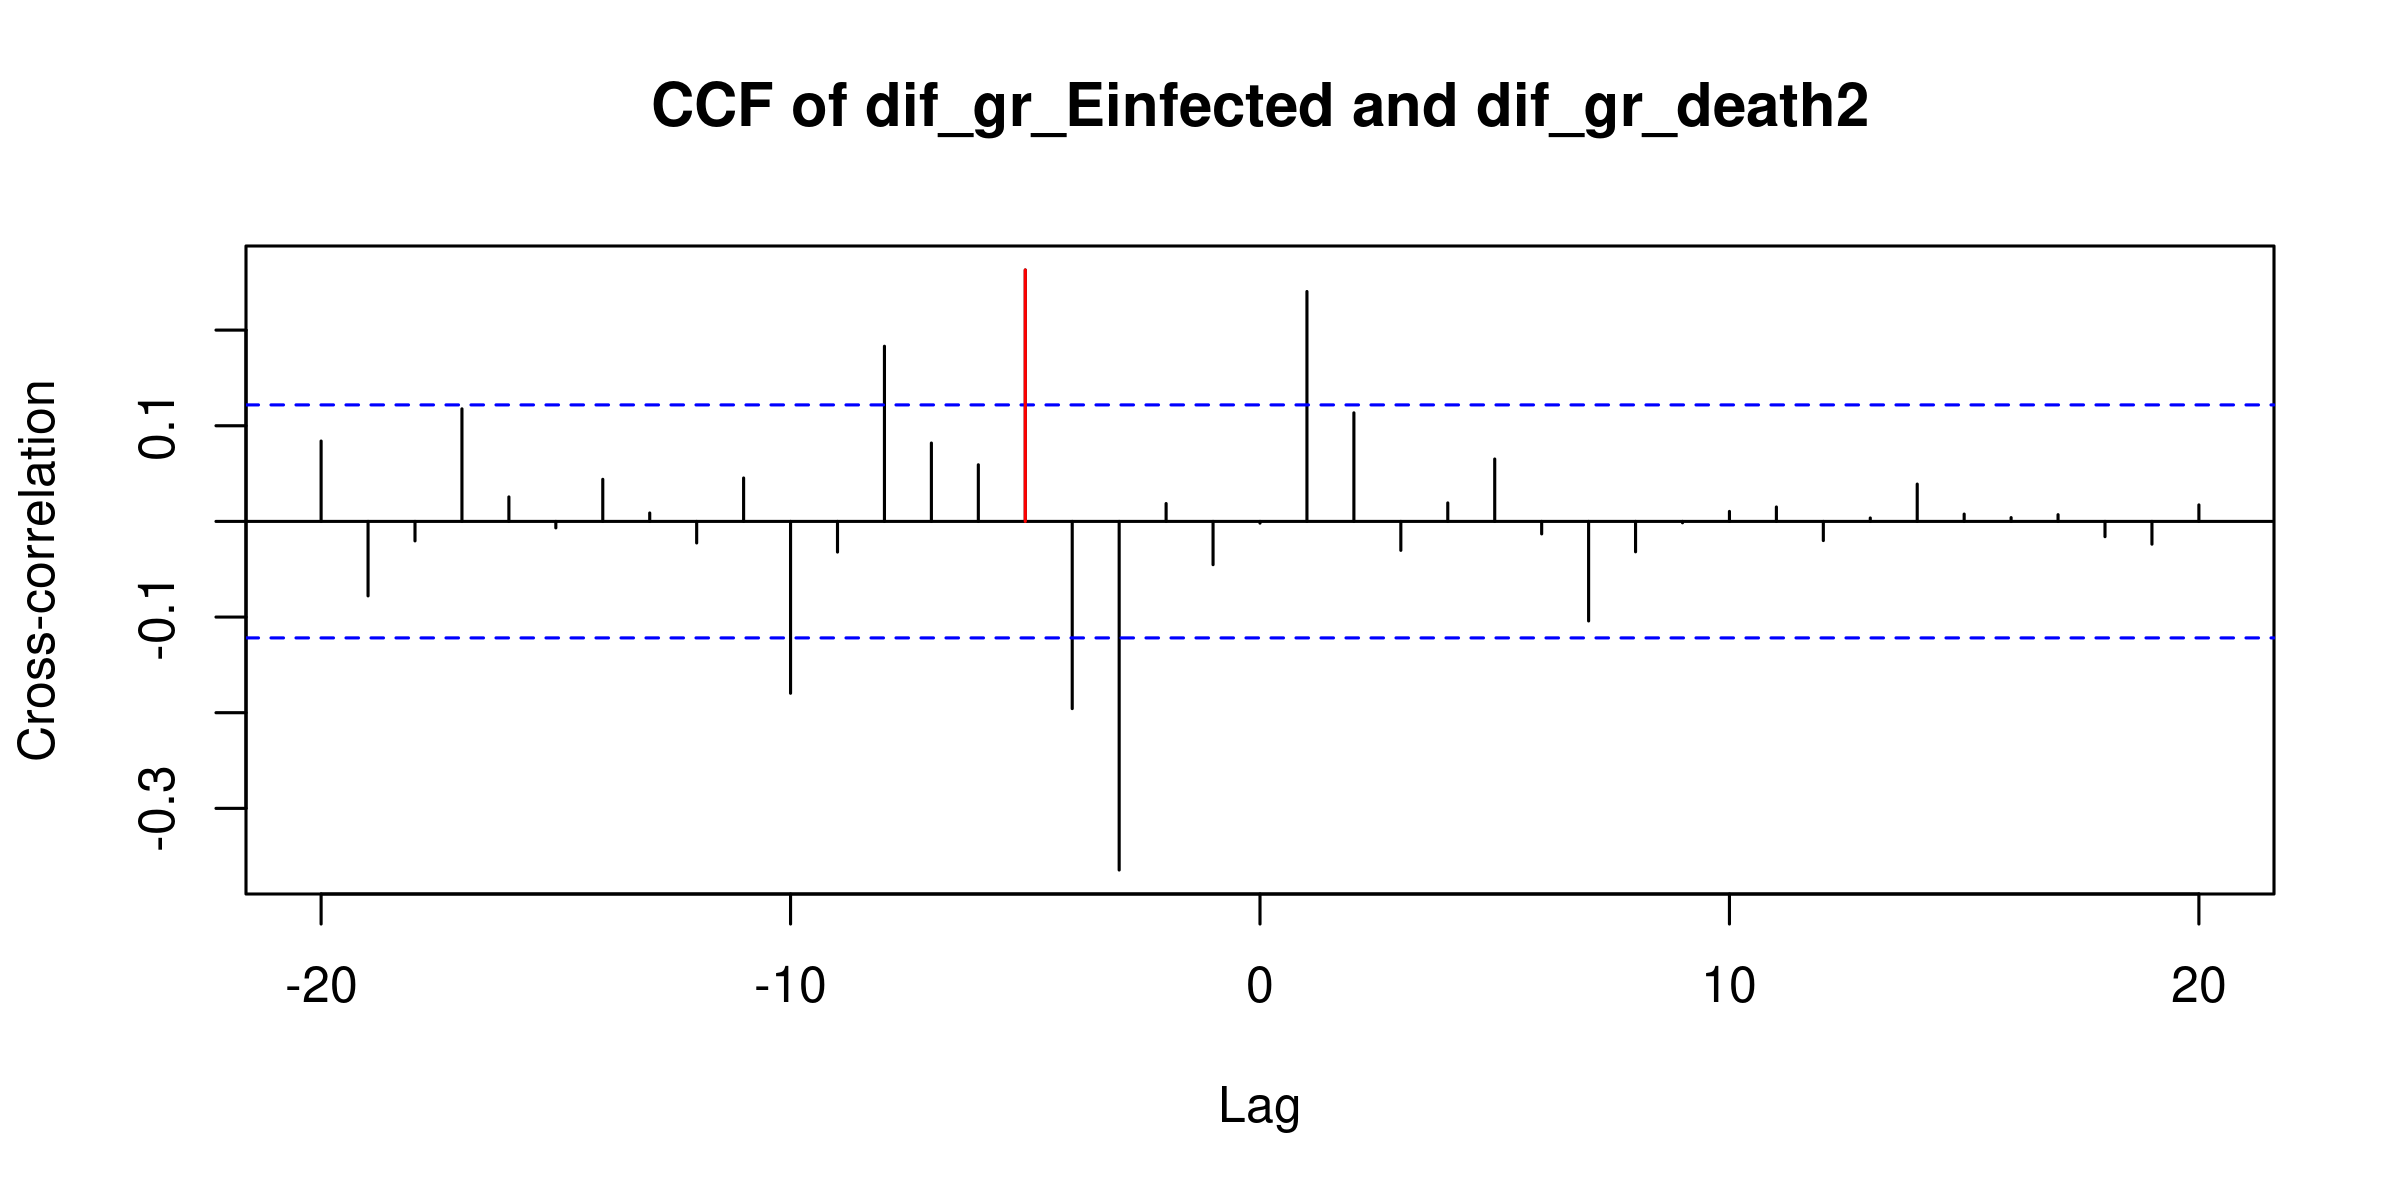 CCF of dif_gr_Einfected and dif_gr_death2
Cross-correlation
0.1
-0.1
-0.3
-20 -10 0 10 20
Lag